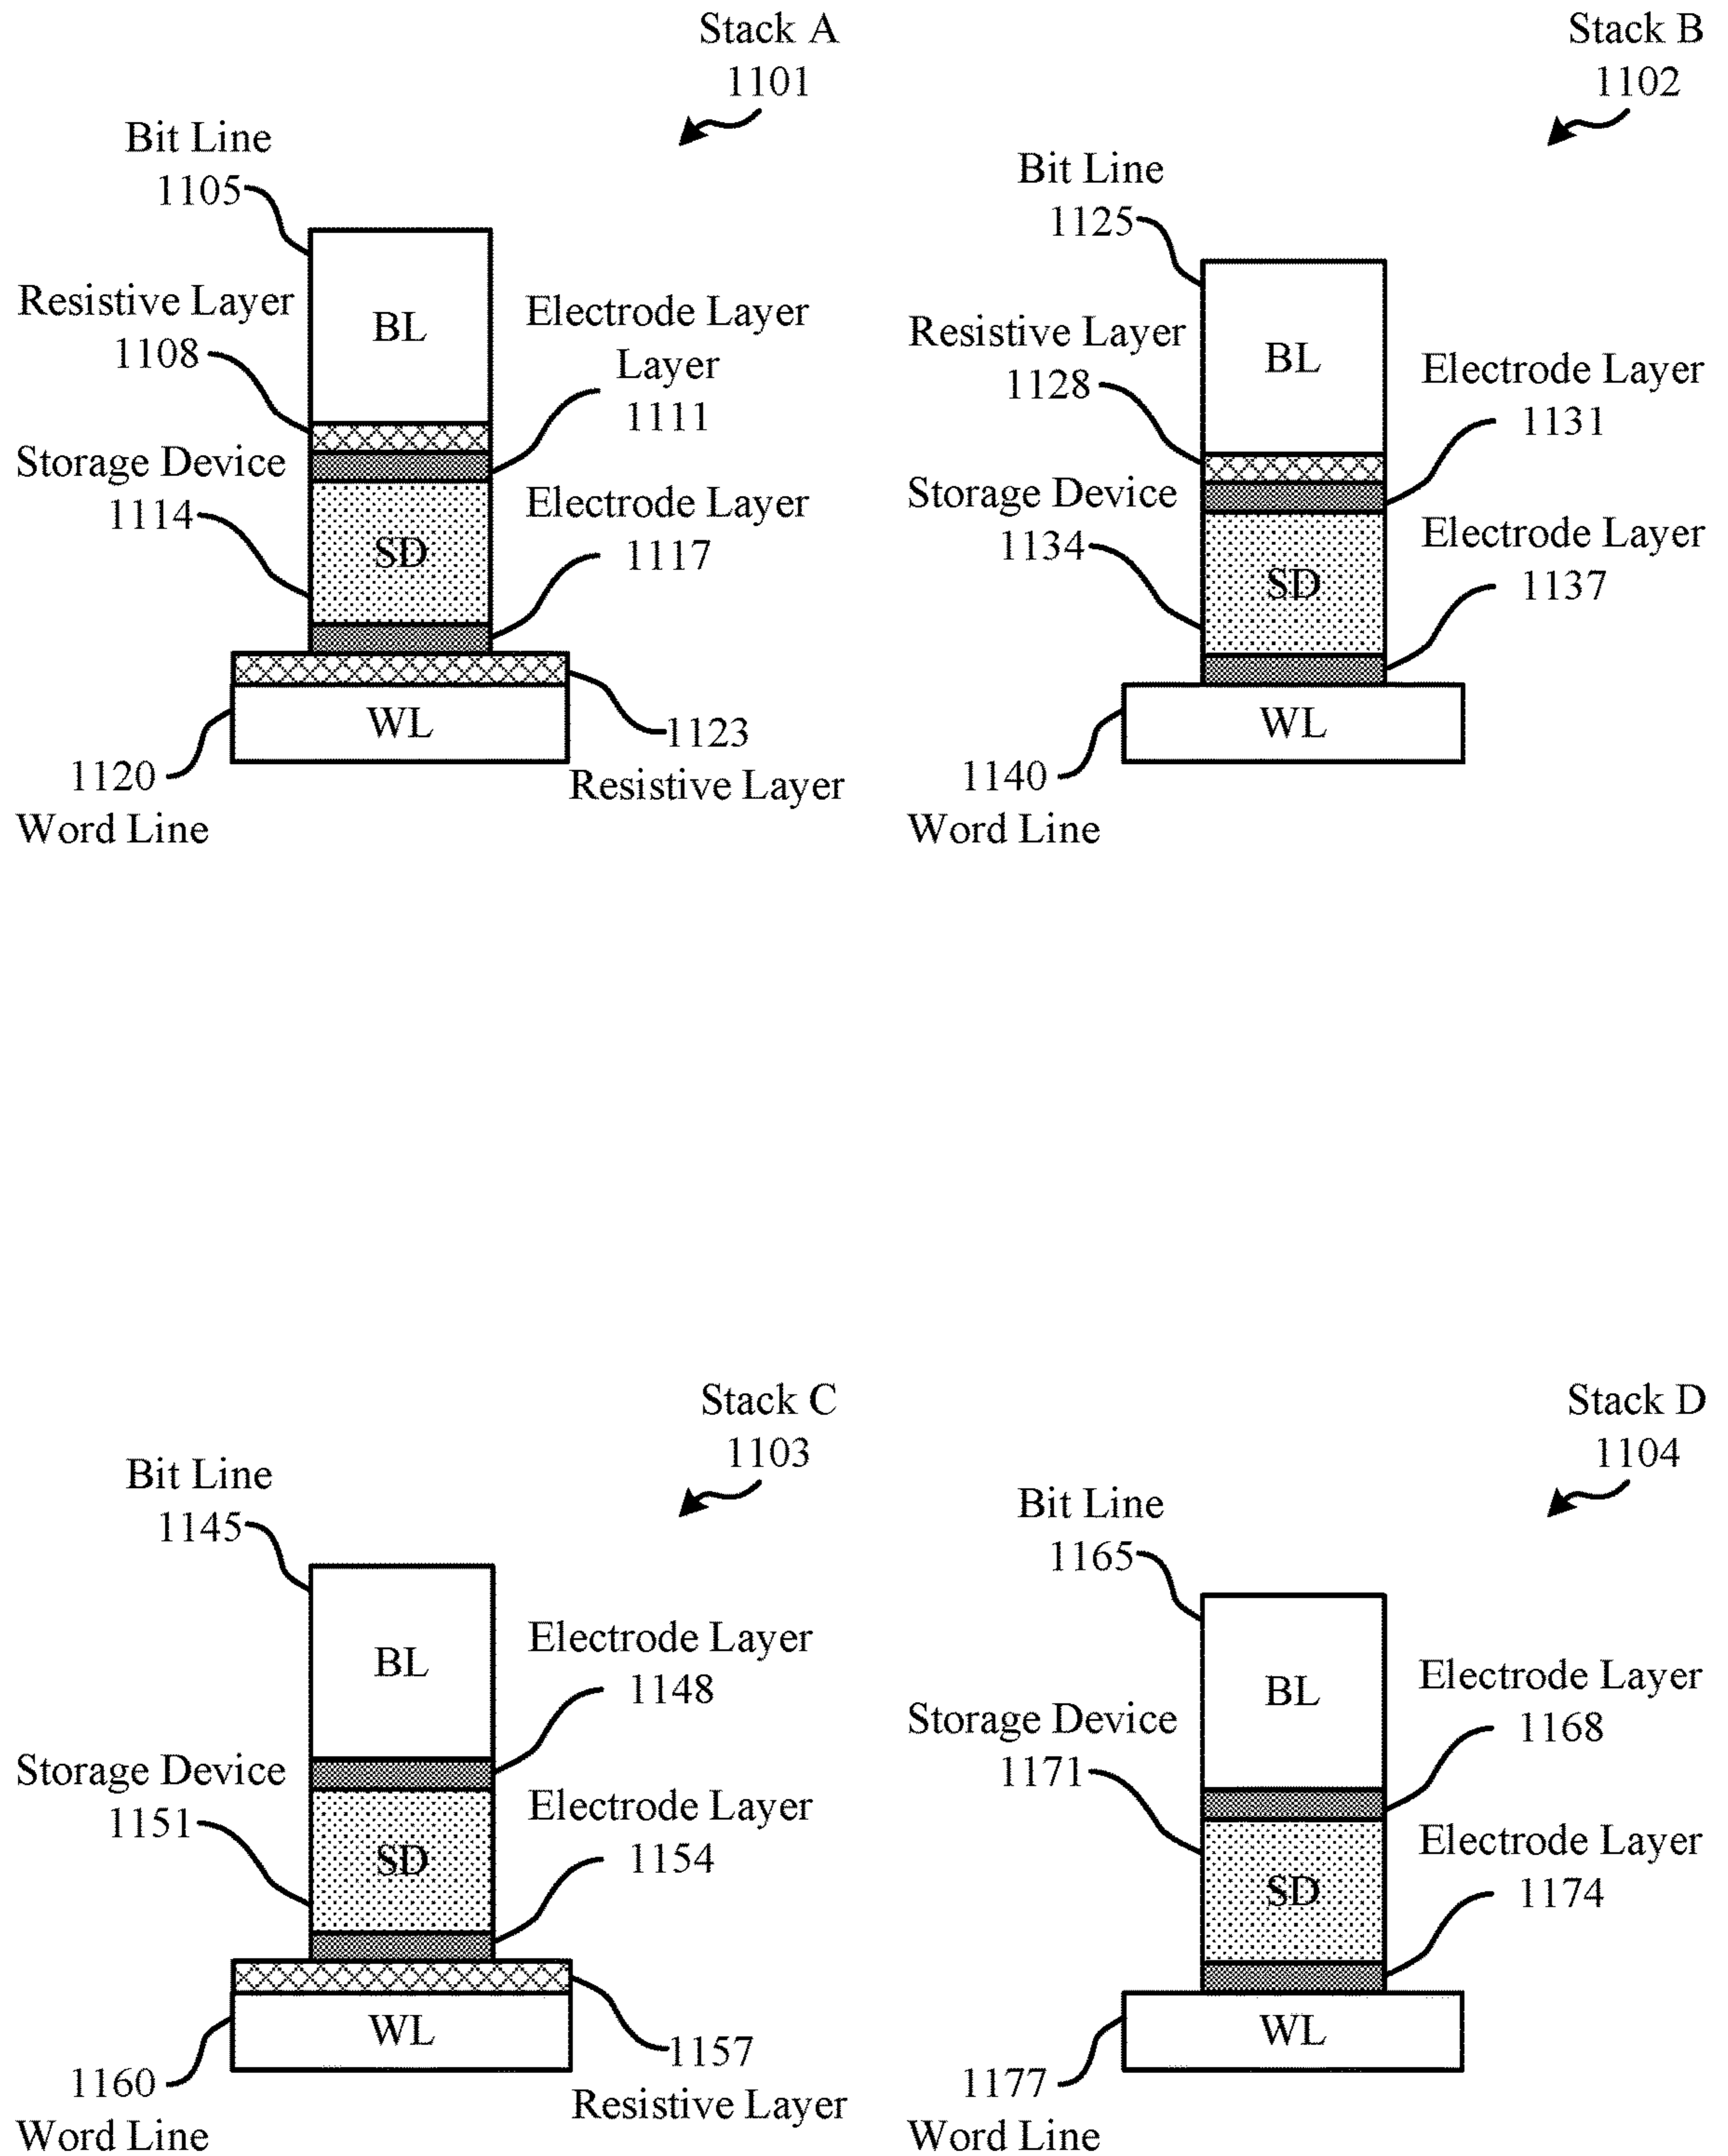 Stack A
1101
Bit Line
1105
Resistive Layer
1108
BL
Electrode Layer
Layer
1111
Storage Device
1114
SD
Electrode Layer
1117
WL
1123
Resistive Layer
1120
Word Line
Stack B
1102
Bit Line
1125
Resistive Layer
1128
BL
Electrode Layer
1131
Storage Device
1134
SD
Electrode Layer
1137
WL
1140
Word Line
Stack C
1103
Bit Line
1145
BL
Electrode Layer
1148
Storage Device
1151
SD
Electrode Layer
1154
WL
1157
Resistive Layer
1160
Word Line
Stack D
1104
Bit Line
1165
BL
Electrode Layer
1168
Storage Device
1171
SD
Electrode Layer
1174
WL
1177
Word Line